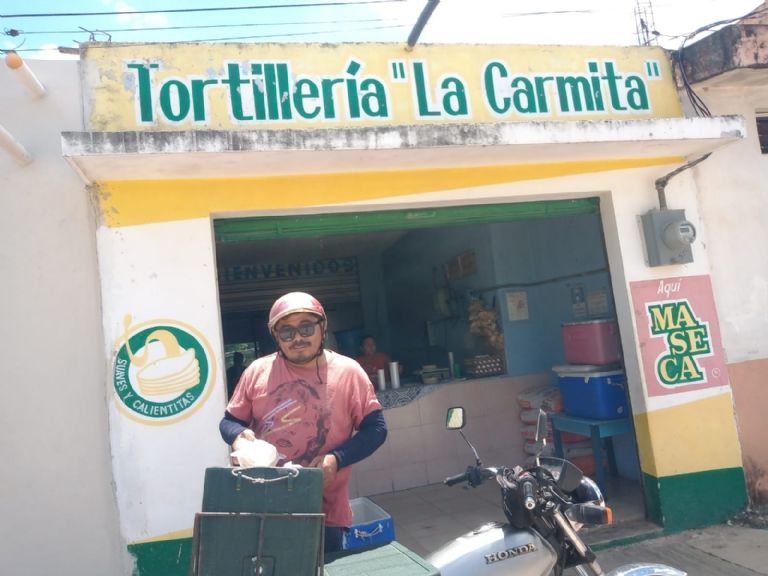 Tortillería "La Carmita"
BIENVENIDOS
Aquí
MA
SE
CA
SUAVES Y CALIENTITAS
HONDA